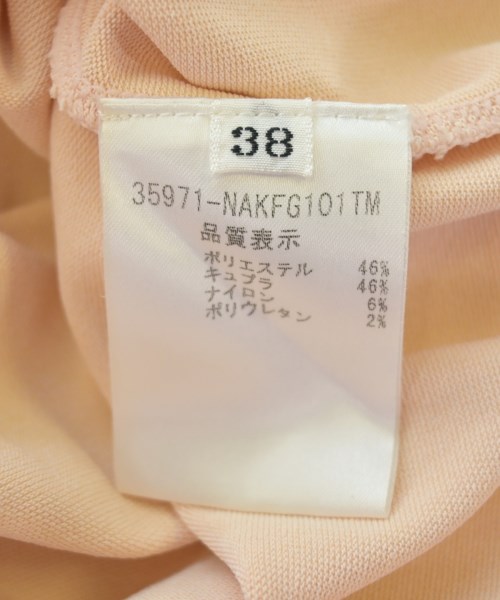 38
35971-NAKFG101TM
品質表示
ポリエステル 46%
キュプラ 46%
ナイロン 6%
ポリウレタン 2%